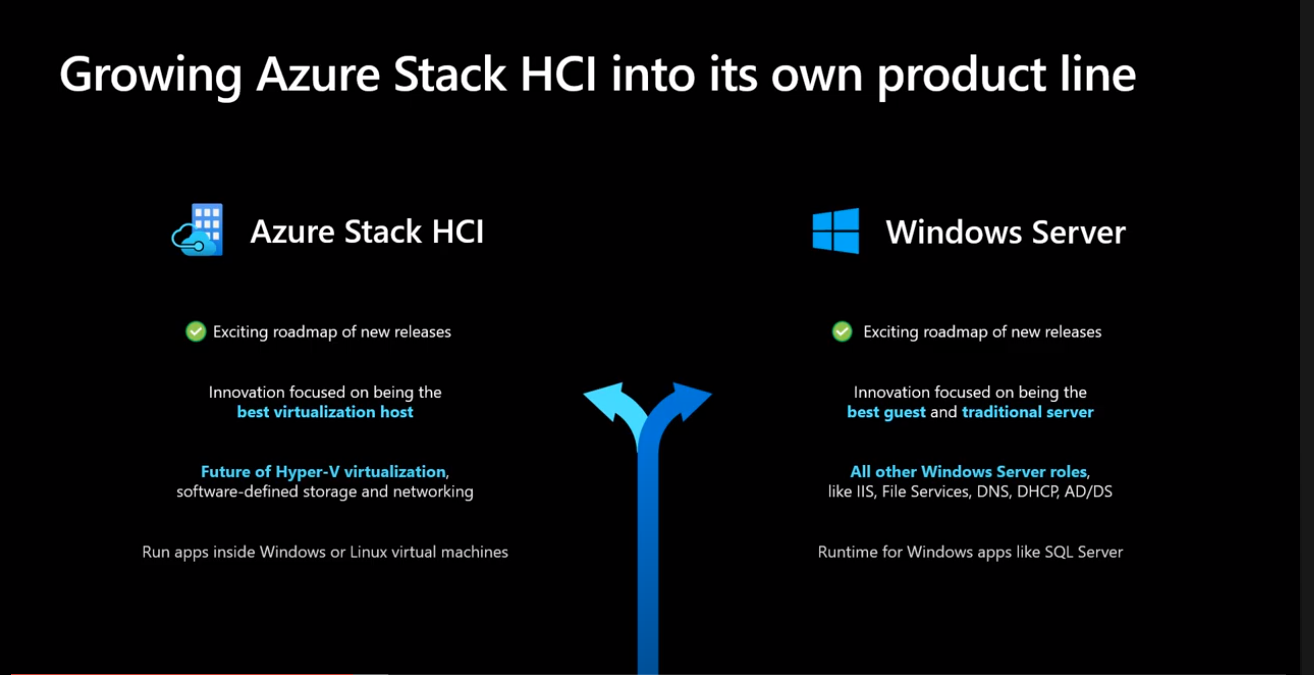 Growing Azure Stack HCI into its own product line
Azure Stack HCI
Exciting roadmap of new releases
Innovation focused on being the
best virtualization host
Future of Hyper-V virtualization,
software-defined storage and networking
Run apps inside Windows or Linux virtual machines
Windows Server
Exciting roadmap of new releases
Innovation focused on being the
best guest and traditional server
All other Windows Server roles,
like IIS, File Services, DNS, DHCP, AD/DS
Runtime for Windows apps like SQL Server